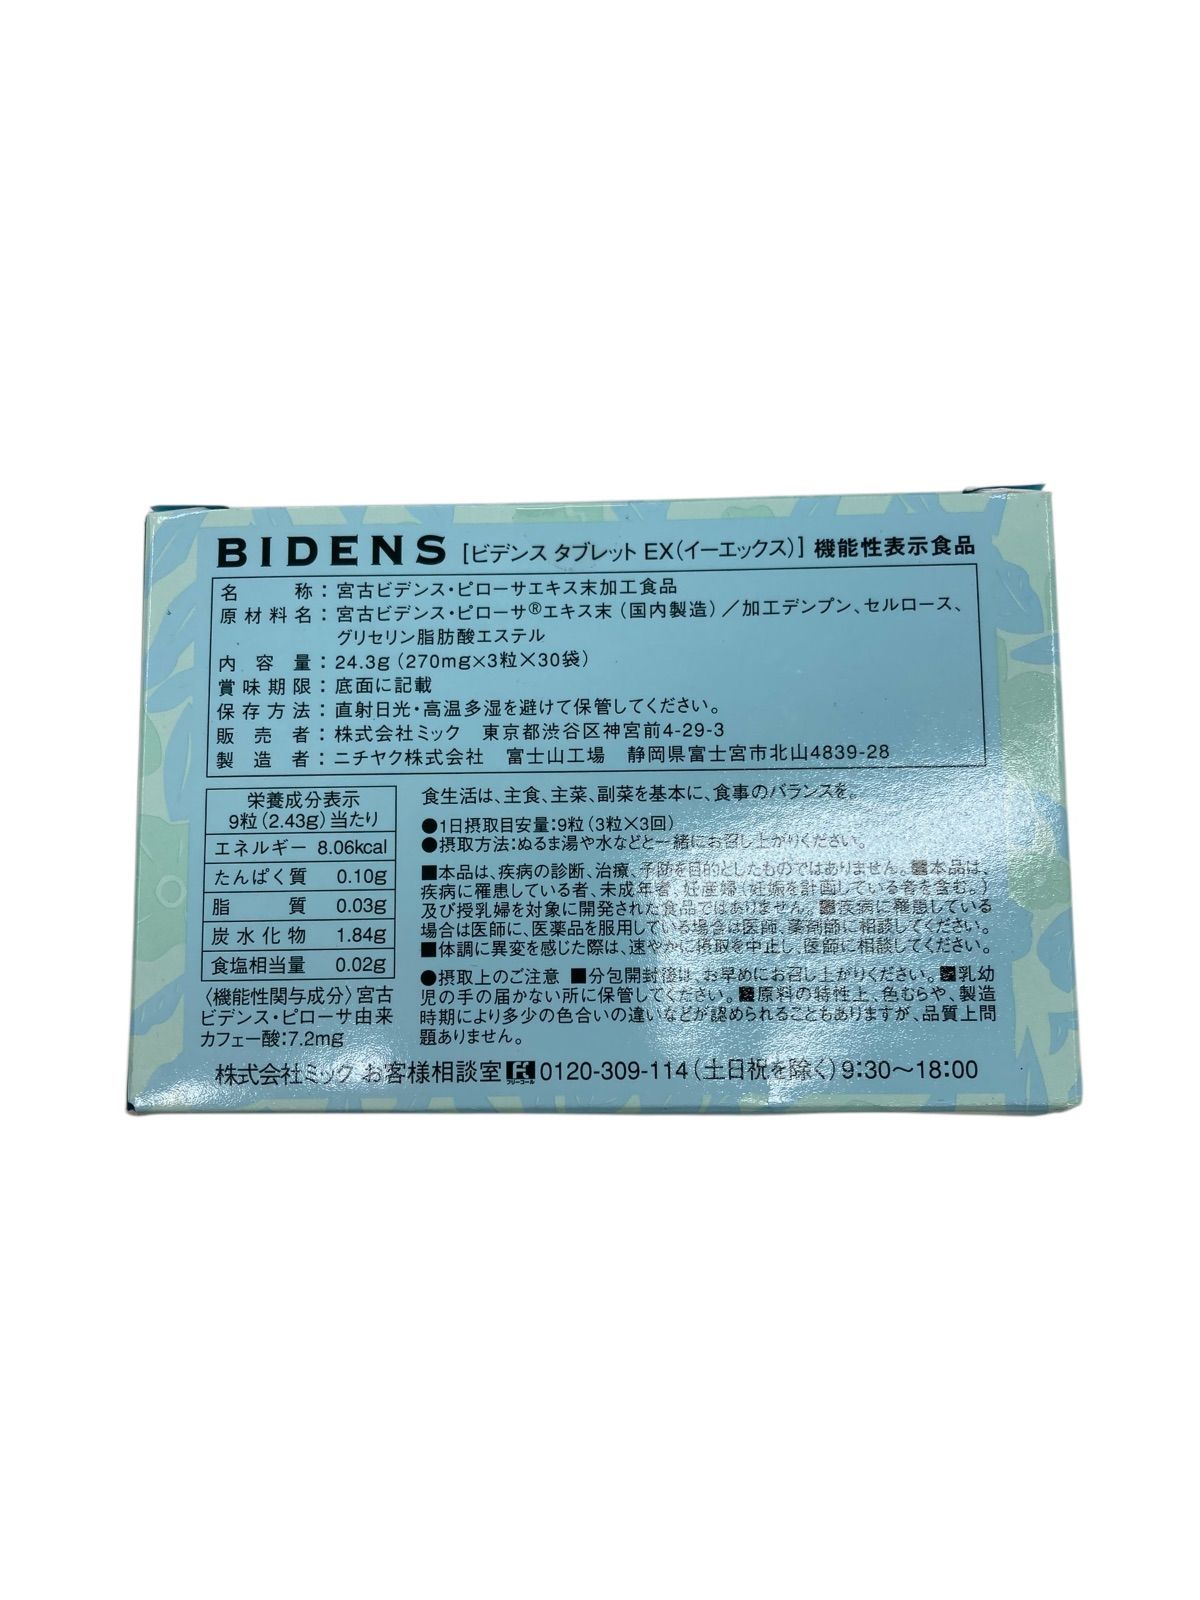 BIDENS [ビデンス タブレット EX(イーエックス)] 機能性表示食品
名称：宮古ビデンス・ピローサエキス末加工食品
原材料名：宮古ビデンス・ピローサ®エキス末（国内製造）／加工デンプン、セルロース、
グリセリン脂肪酸エステル
内容量：24.3g（270mg×3粒×30袋）
賞味期限：底面に記載
保存方法：直射日光・高温多湿を避けて保管してください。
販売者：株式会社ミック 東京都渋谷区神宮前4-29-3
製造者：ニチヤク株式会社 富士山工場 静岡県富士宮市北山4839-28
栄養成分表示
9粒（2.43g）当たり
エネルギー 8.06kcal
たんぱく質 0.10g
脂質 0.03g
炭水化物 1.84g
食塩相当量 0.02g
〈機能性関与成分〉宮古
ビデンス・ピローサ由来
カフェー酸：7.2mg
食生活は、主食、主菜、副菜を基本に、食事のバランスを。
●1日摂取目安量：9粒（3粒×3回）
●摂取方法：ぬるま湯や水などと一緒にお召し上がりください。
■本品は、疾病の診断、治療、予防を目的としたものではありません。■本品は、
疾病に罹患している者、未成年者、妊産婦（妊娠を計画している者を含む。）
及び授乳婦を対象に開発された食品ではありません。■疾病に罹患している
場合は医師に、医薬品を服用している場合は医師、薬剤師に相談してください。
■体調に異変を感じた際は、速やかに摂取を中止し、医師に相談してください。
●摂取上のご注意 ■分包開封後は、お早めにお召し上がりください。■乳幼
児の手の届かない所に保管してください。■原料の特性上、色むらや、製造
時期により多少の色合いの違いなどが認められることもありますが、品質上問
題ありません。
株式会社ミック お客様相談室 フリーコール 0120-309-114（土日祝を除く）9:30～18:00